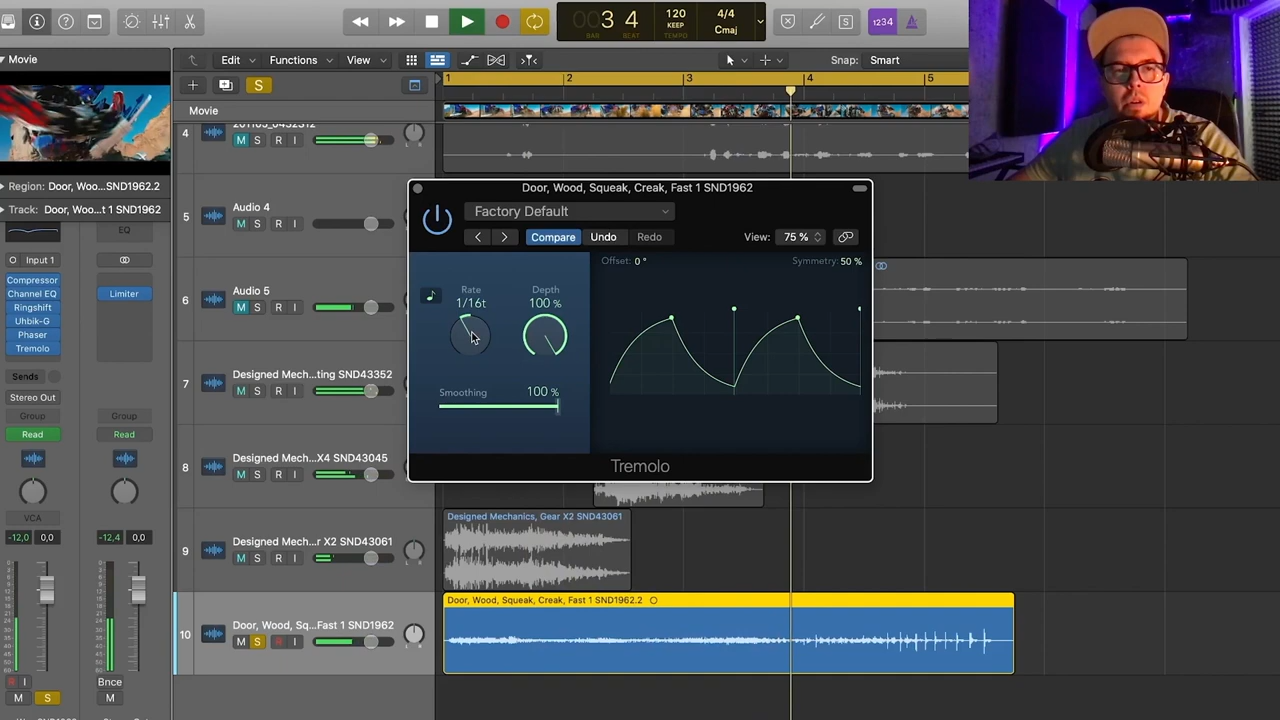 003 4
BAR BEAT
120
KEEP
TEMPO
4/4
Cmaj
1234
Movie
Edit
Functions
View
Snap: Smart
S
1 2 3 4 5
Movie
Region: Door, Woo...SND1962.2
Track: Door, Woo...t 1 SND1962
EQ
Input 1
Compressor
Channel EQ
Ringshift
Uhbik-G
Phaser
Tremolo
Limiter
Sends
Stereo Out
Group
Group
Read
Read
VCA
-12,0 0,0
-12,4 0,0
R I
Bnce
M S
M
4
M S R I
5
Audio 4
M S R I
6
Audio 5
M S R I
7
Designed Mech...ting SND43352
M S R I
8
Designed Mech...X4 SND43045
M S R I
9
Designed Mech...r X2 SND43061
M S R I
10
Door, Wood, Sq...Fast 1 SND1962
M S R I
L R
Designed Mechanics, Gear X2 SND43061
Door, Wood, Squeak, Creak, Fast 1 SND1962.2
Door, Wood, Squeak, Creak, Fast 1 SND1962
Factory Default
Compare
Undo
Redo
View: 75 %
Offset: 0°
Symmetry: 50 %
Rate
1/16t
Depth
100 %
Smoothing 100 %
Tremolo